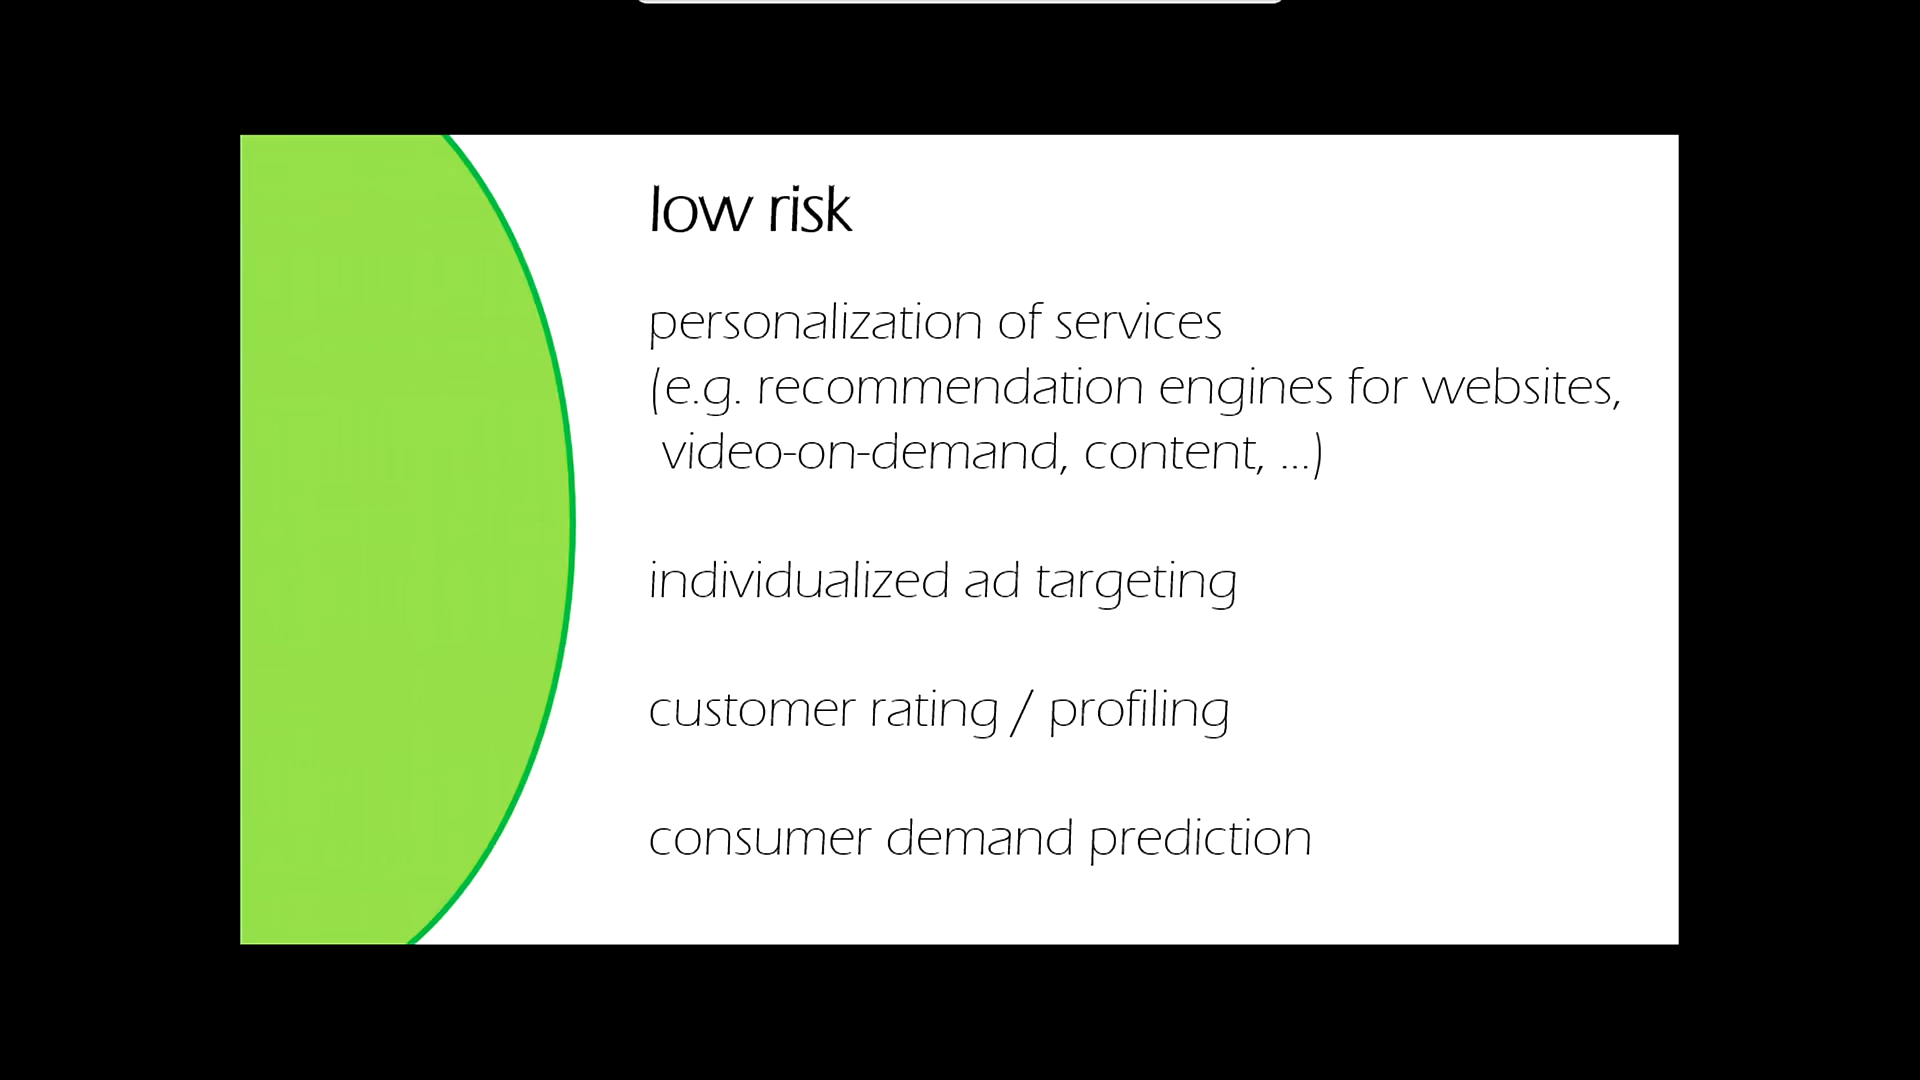 low risk
personalization of services
(e.g. recommendation engines for websites,
video-on-demand, content, ...)
individualized ad targeting
customer rating / profiling
consumer demand prediction